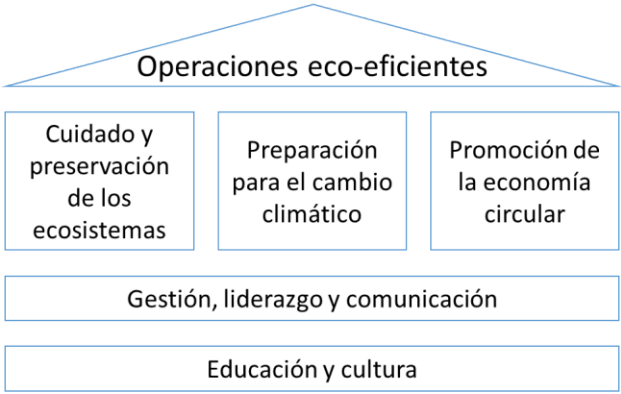 Operaciones eco-eficientes
Cuidado y
preservación
de los
ecosistemas
Preparación
para el cambio
climático
Promoción de
la economía
circular
Gestión, liderazgo y comunicación
Educación y cultura